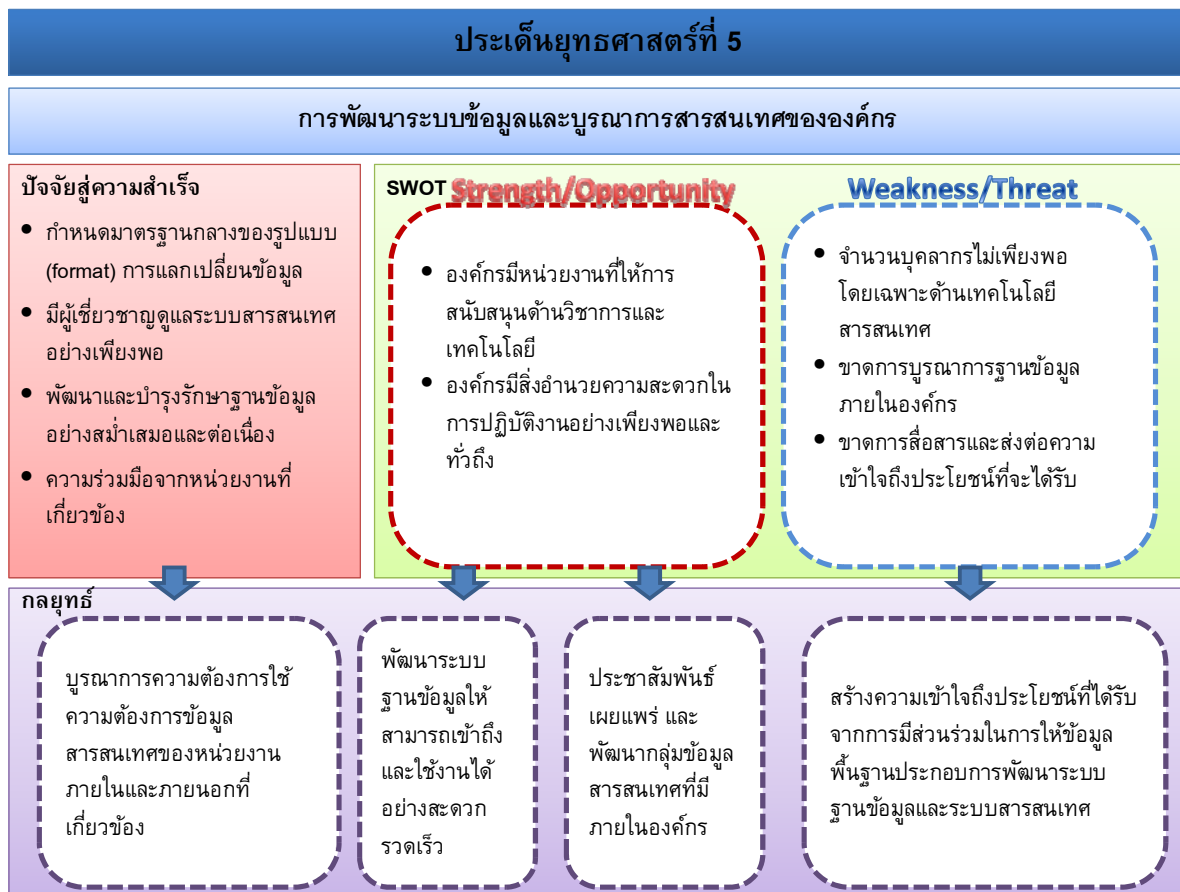 ประเด็นยุทธศาสตร์ที่ 5
การพัฒนาระบบข้อมูลและบูรณาการสารสนเทศขององค์กร
ปัจจัยสู่ความสำเร็จ
• กำหนดมาตรฐานกลางของรูปแบบ
(format) การแลกเปลี่ยนข้อมูล
• มีผู้เชี่ยวชาญดูแลระบบสารสนเทศ
อย่างเพียงพอ
• พัฒนาและบำรุงรักษาฐานข้อมูล
อย่างสม่ำเสมอและต่อเนื่อง
• ความร่วมมือจากหน่วยงานที่
เกี่ยวข้อง
SWOT Strength/Opportunity
• องค์กรมีหน่วยงานที่ให้การ
สนับสนุนด้านวิชาการและ
เทคโนโลยี
• องค์กรมีสิ่งอำนวยความสะดวกใน
การปฏิบัติงานอย่างเพียงพอและ
ทั่วถึง
Weakness/Threat
• จำนวนบุคลากรไม่เพียงพอ
โดยเฉพาะด้านเทคโนโลยี
สารสนเทศ
• ขาดการบูรณาการฐานข้อมูล
ภายในองค์กร
• ขาดการสื่อสารและส่งต่อความ
เข้าใจถึงประโยชน์ที่จะได้รับ
กลยุทธ์
บูรณาการความต้องการใช้
ความต้องการข้อมูล
สารสนเทศของหน่วยงาน
ภายในและภายนอกที่
เกี่ยวข้อง
พัฒนาระบบ
ฐานข้อมูลให้
สามารถเข้าถึง
และใช้งานได้
อย่างสะดวก
รวดเร็ว
ประชาสัมพันธ์
เผยแพร่ และ
พัฒนากลุ่มข้อมูล
สารสนเทศที่มี
ภายในองค์กร
สร้างความเข้าใจถึงประโยชน์ที่ได้รับ
จากการมีส่วนร่วมในการให้ข้อมูล
พื้นฐานประกอบการพัฒนาระบบ
ฐานข้อมูลและระบบสารสนเทศ